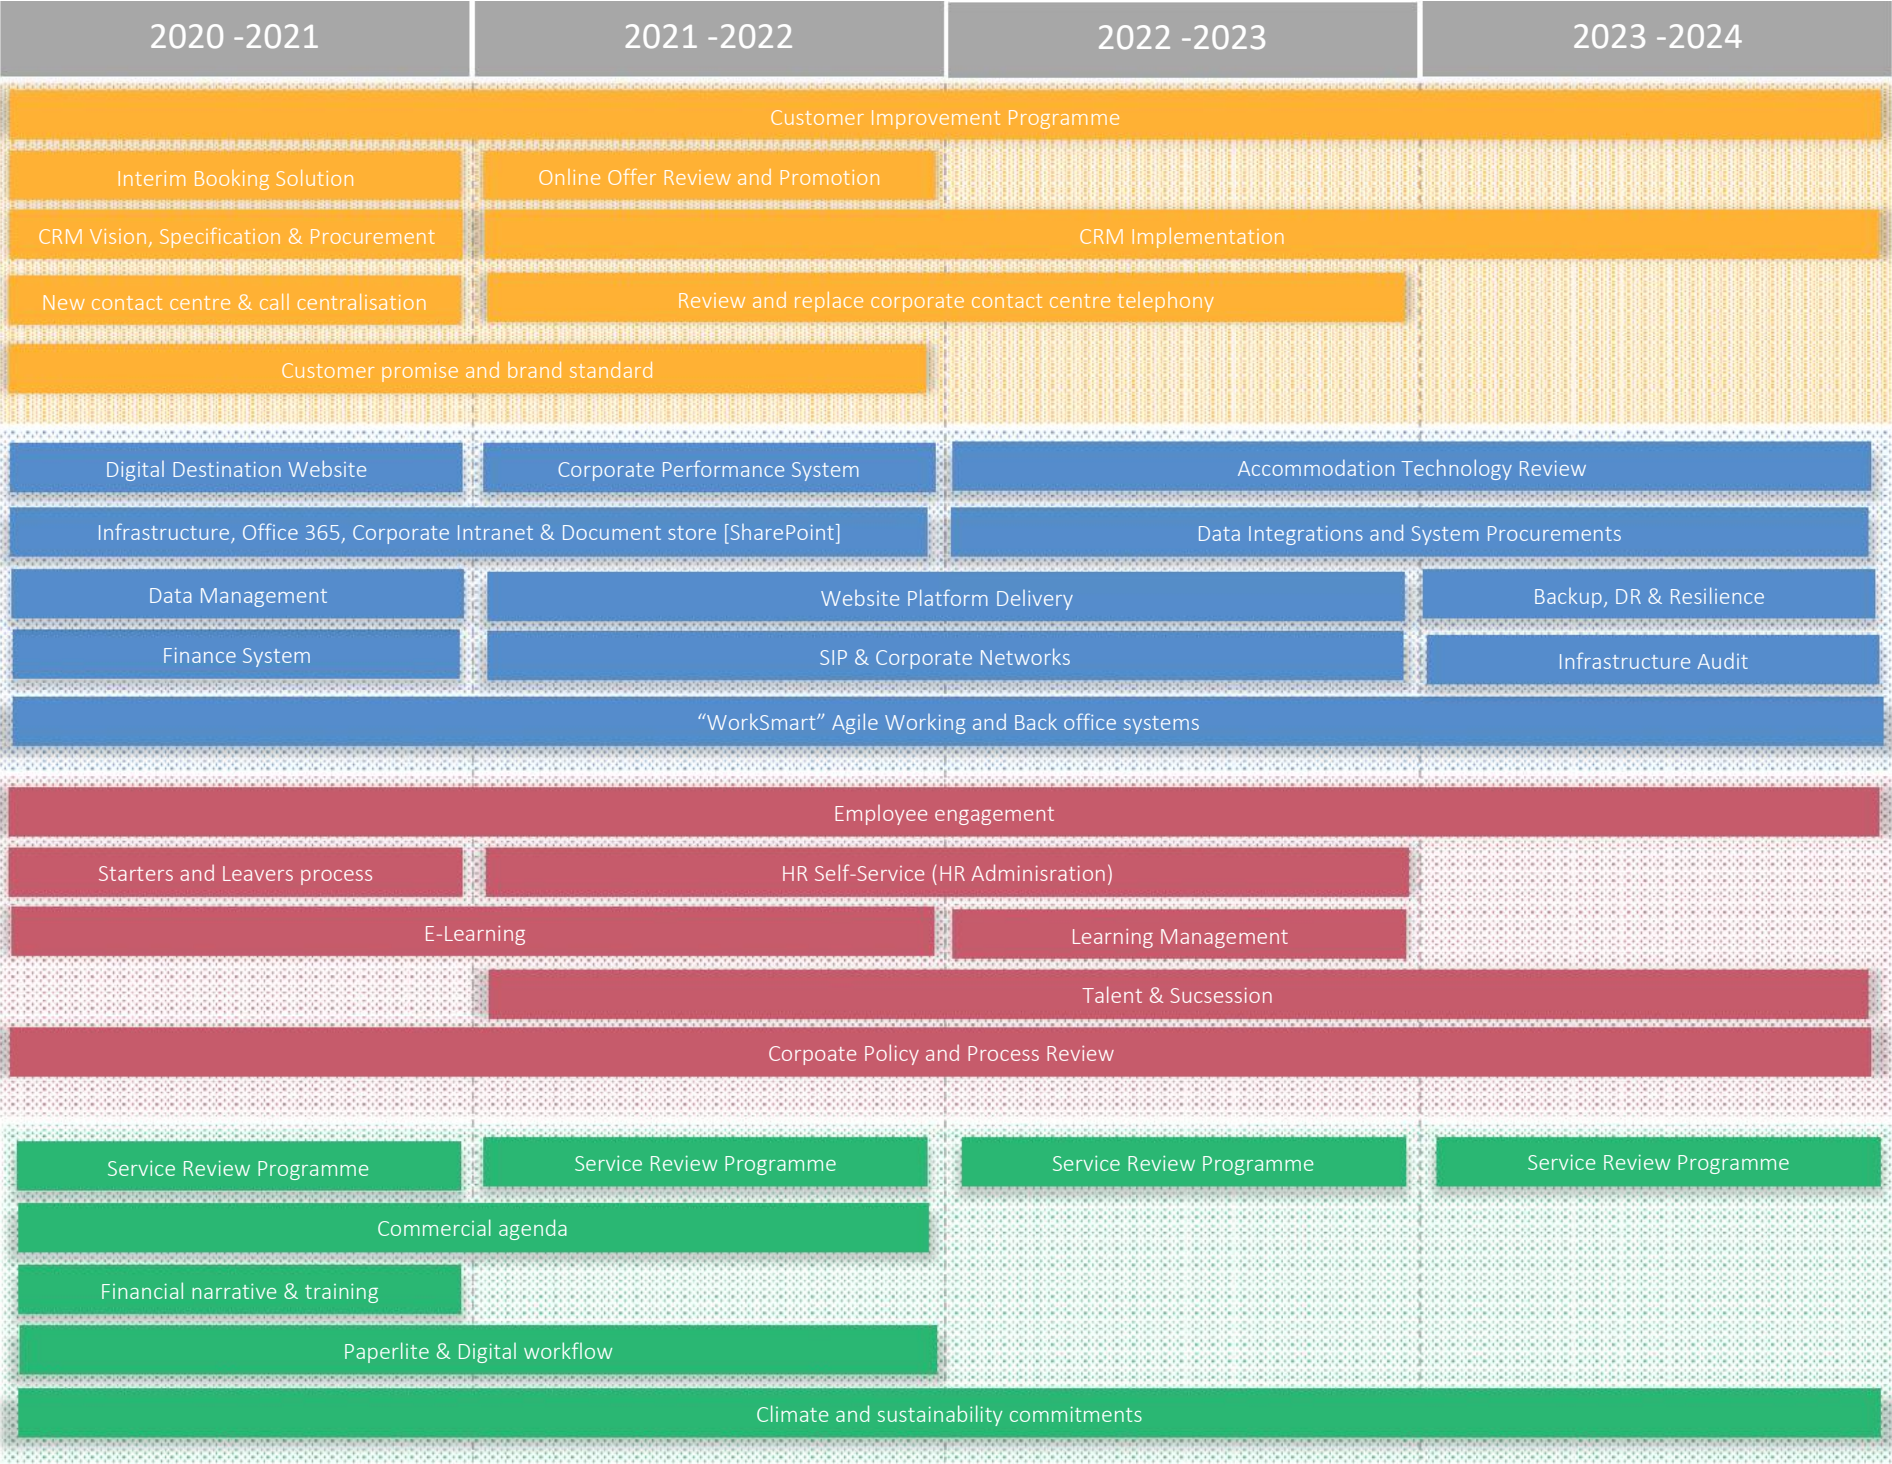 2020 -2021
2021 -2022
2022 -2023
2023 -2024
Customer Improvement Programme
Interim Booking Solution
Online Offer Review and Promotion
CRM Vision, Specification & Procurement
CRM Implementation
New contact centre & call centralisation
Review and replace corporate contact centre telephony
Customer promise and brand standard
Digital Destination Website
Corporate Performance System
Accommodation Technology Review
Infrastructure, Office 365, Corporate Intranet & Document store [SharePoint]
Data Integrations and System Procurements
Data Management
Website Platform Delivery
Backup, DR & Resilience
Finance System
SIP & Corporate Networks
Infrastructure Audit
“WorkSmart” Agile Working and Back office systems
Employee engagement
Starters and Leavers process
HR Self-Service (HR Adminisration)
E-Learning
Learning Management
Talent & Sucsession
Corpoate Policy and Process Review
Service Review Programme
Service Review Programme
Service Review Programme
Service Review Programme
Commercial agenda
Financial narrative & training
Paperlite & Digital workflow
Climate and sustainability commitments